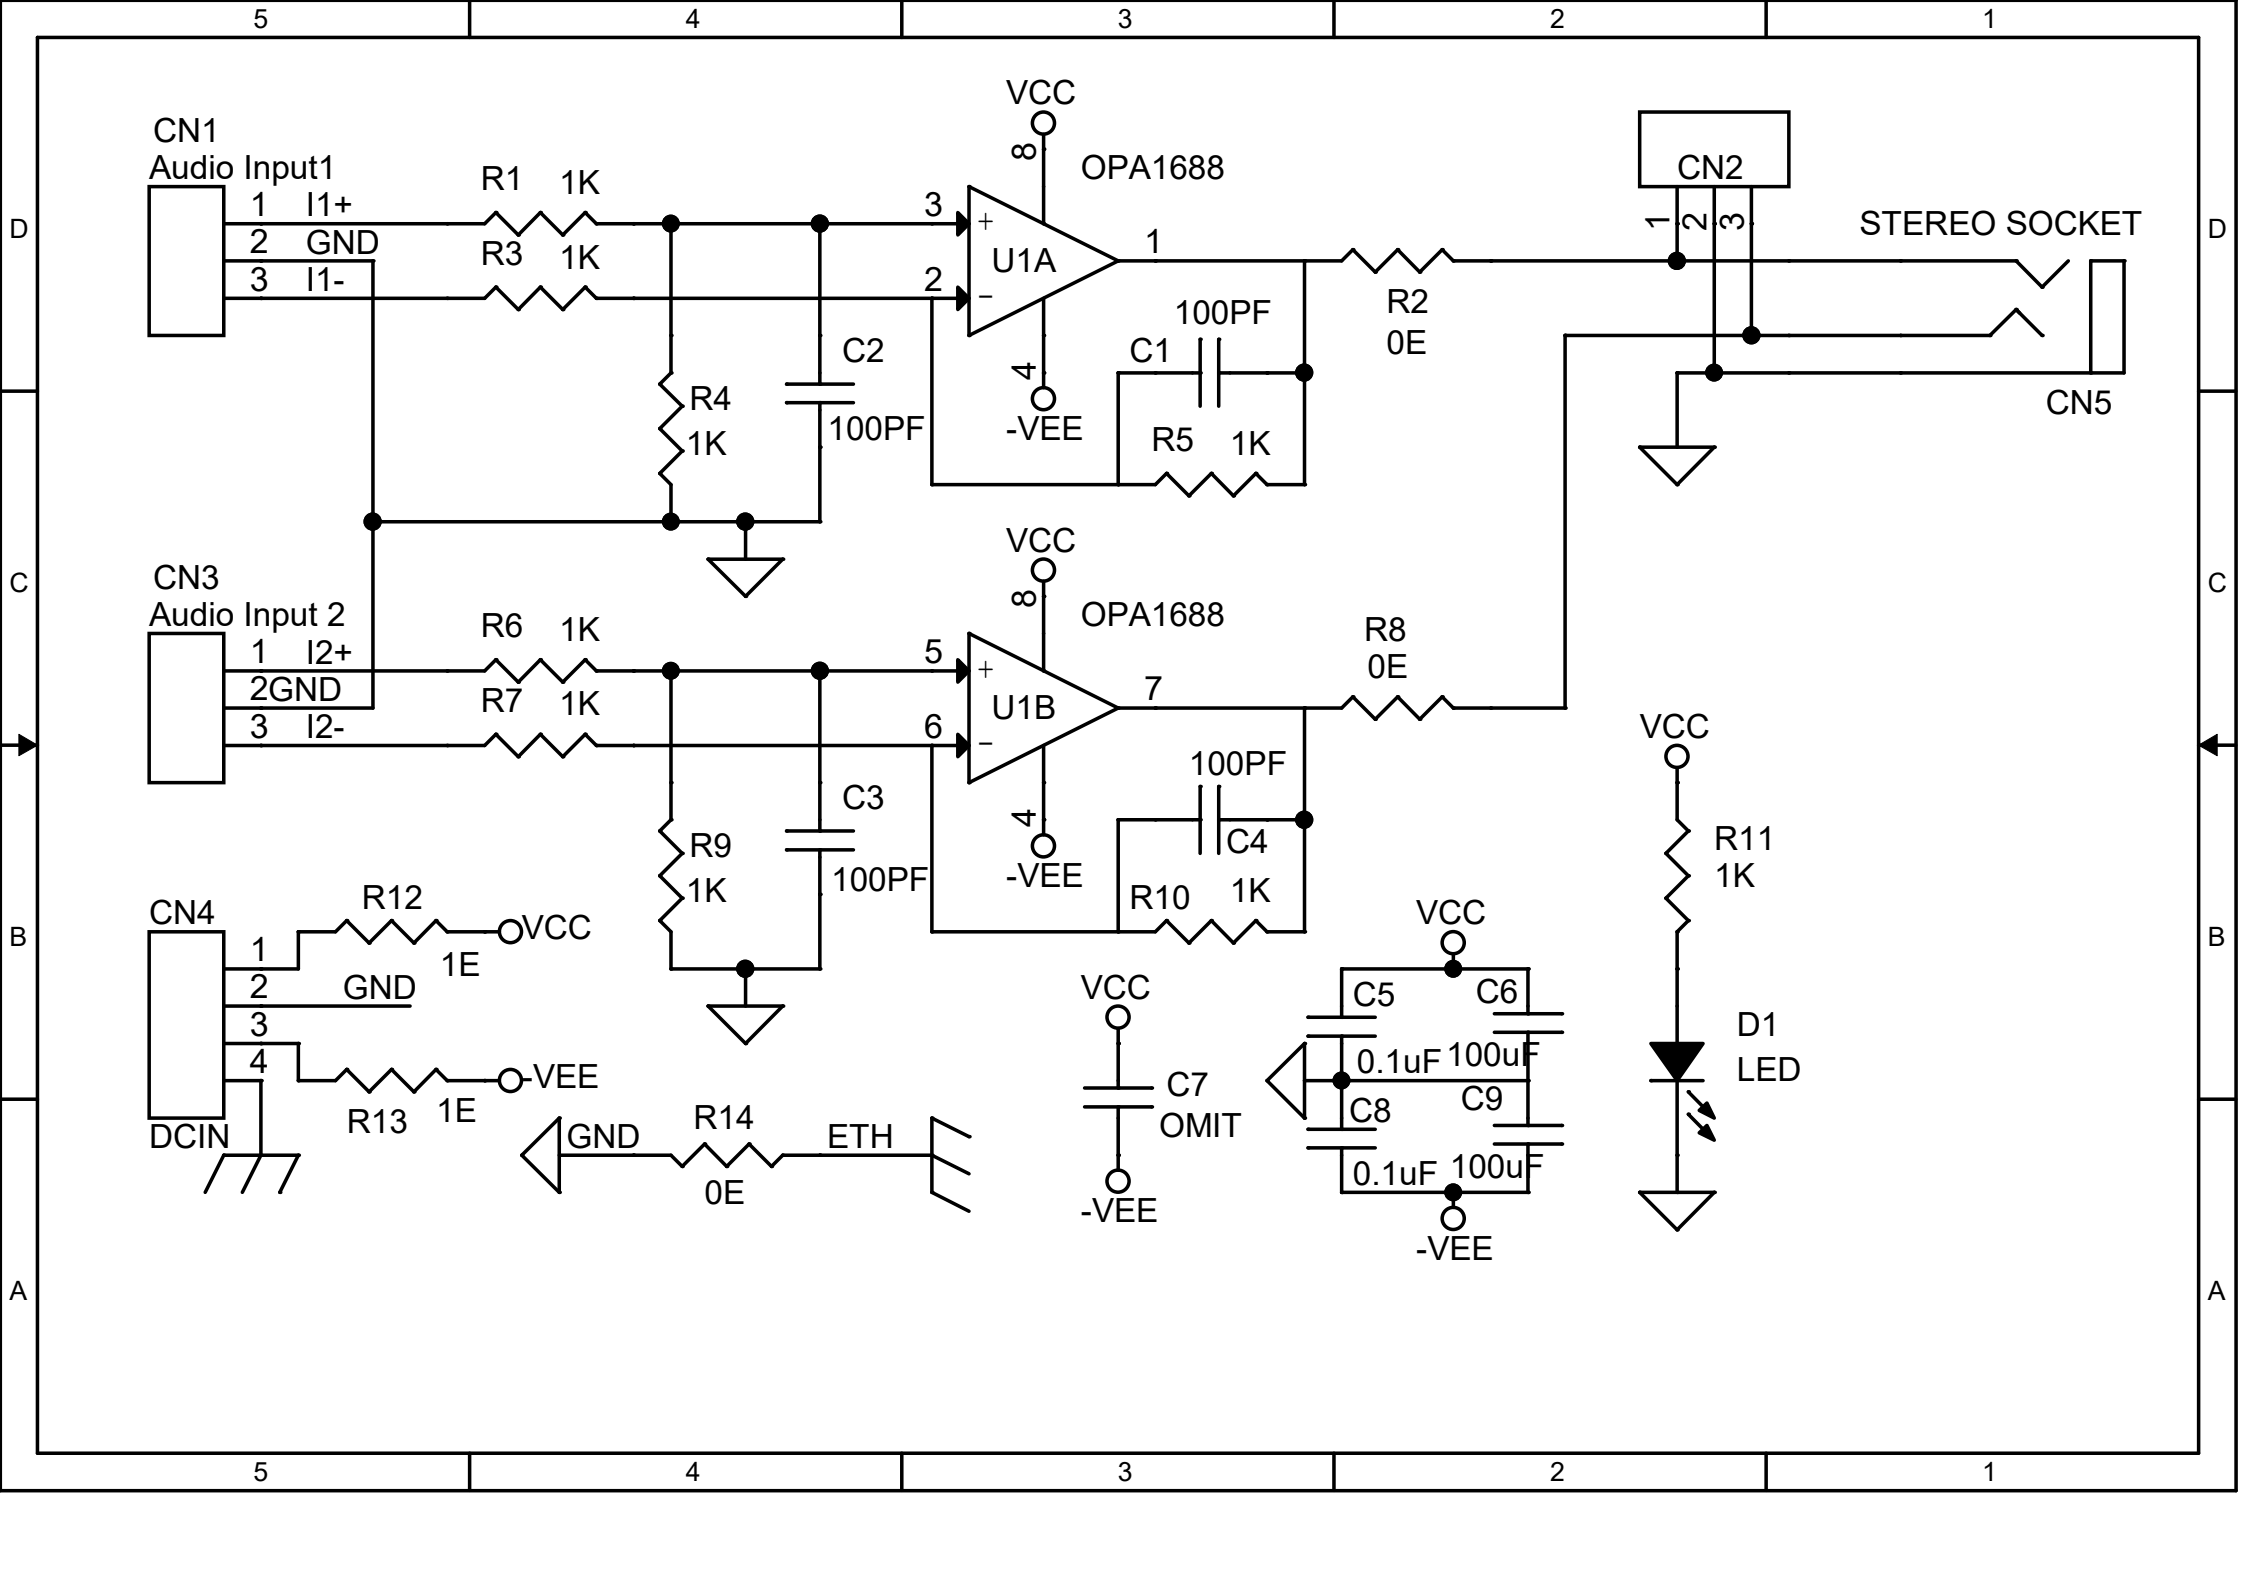 5 4 3 2 1
D
C
B
A
D
C
B
A
CN1
Audio Input1
1 I1+
2 GND
3 I1-
R1 1K
R3 1K
R4
1K
C2
100PF
VCC
8
OPA1688
3 +
2 −
U1A
1
4
-VEE
100PF
C1
R5 1K
R2
0E
CN2
1 2 3
STEREO SOCKET
CN5
CN3
Audio Input 2
1 I2+
2GND
3 I2-
R6 1K
R7 1K
R9
1K
C3
100PF
VCC
8
OPA1688
5 +
6 −
U1B
7
4
-VEE
100PF
C4
R10 1K
R8
0E
VCC
R11
1K
D1
LED
CN4
1
2 GND
3
4
DCIN
R12
1E
VCC
R13 1E
-VEE
GND R14 ETH
0E
VCC
C7
OMIT
-VEE
VCC
C5 C6
0.1uF 100uF
C8 C9
0.1uF 100uF
-VEE
5 4 3 2 1